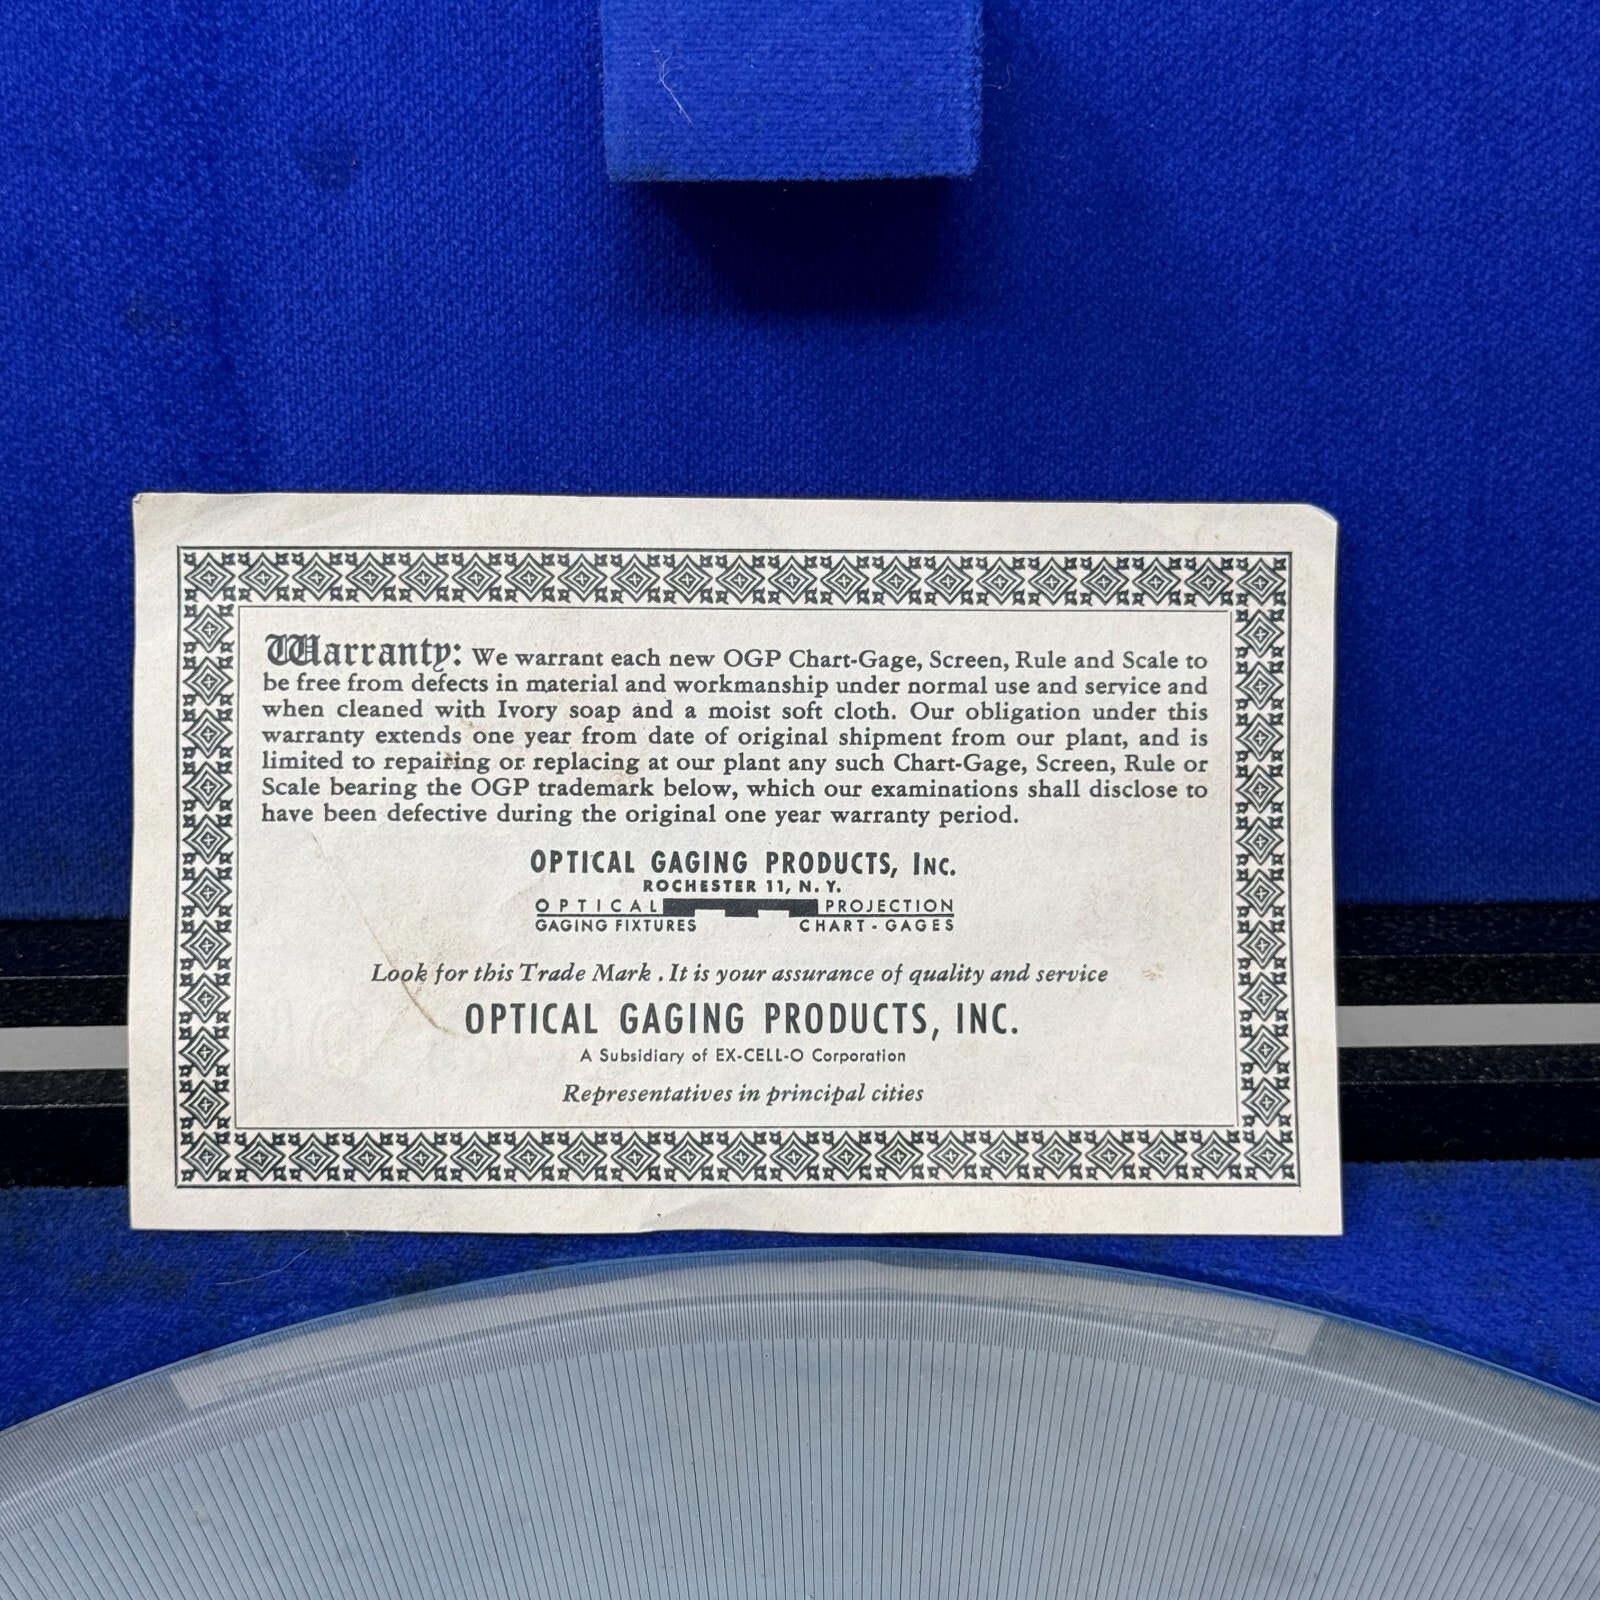 Warranty: We warrant each new OGP Chart-Gage, Screen, Rule and Scale to
be free from defects in material and workmanship under normal use and service and
when cleaned with Ivory soap and a moist soft cloth. Our obligation under this
warranty extends one year from date of original shipment from our plant, and is
limited to repairing or replacing at our plant any such Chart-Gage, Screen, Rule or
Scale bearing the OGP trademark below, which our examinations shall disclose to
have been defective during the original one year warranty period.
OPTICAL GAGING PRODUCTS, INC.
ROCHESTER 11, N. Y.
OPTICAL PROJECTION
GAGING FIXTURES CHART - GAGES
Look for this Trade Mark . It is your assurance of quality and service
OPTICAL GAGING PRODUCTS, INC.
A Subsidiary of EX-CELL-O Corporation
Representatives in principal cities